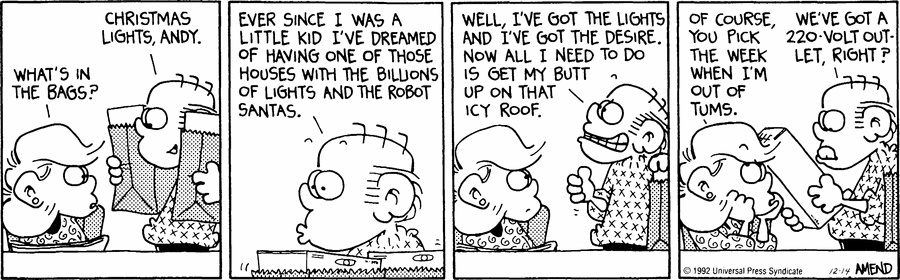 WHAT'S IN
THE BAGS?
CHRISTMAS
LIGHTS, ANDY.
EVER SINCE I WAS A
LITTLE KID I'VE DREAMED
OF HAVING ONE OF THOSE
HOUSES WITH THE BILLIONS
OF LIGHTS AND THE ROBOT
SANTAS.
WELL, I'VE GOT THE LIGHTS
AND I'VE GOT THE DESIRE.
NOW ALL I NEED TO DO
IS GET MY BUTT
UP ON THAT
ICY ROOF.
OF COURSE,
YOU PICK
THE WEEK
WHEN I'M
OUT OF
TUMS.
WE'VE GOT A
220-VOLT OUT-
LET, RIGHT?
© 1992 Universal Press Syndicate
12-14 AMEND